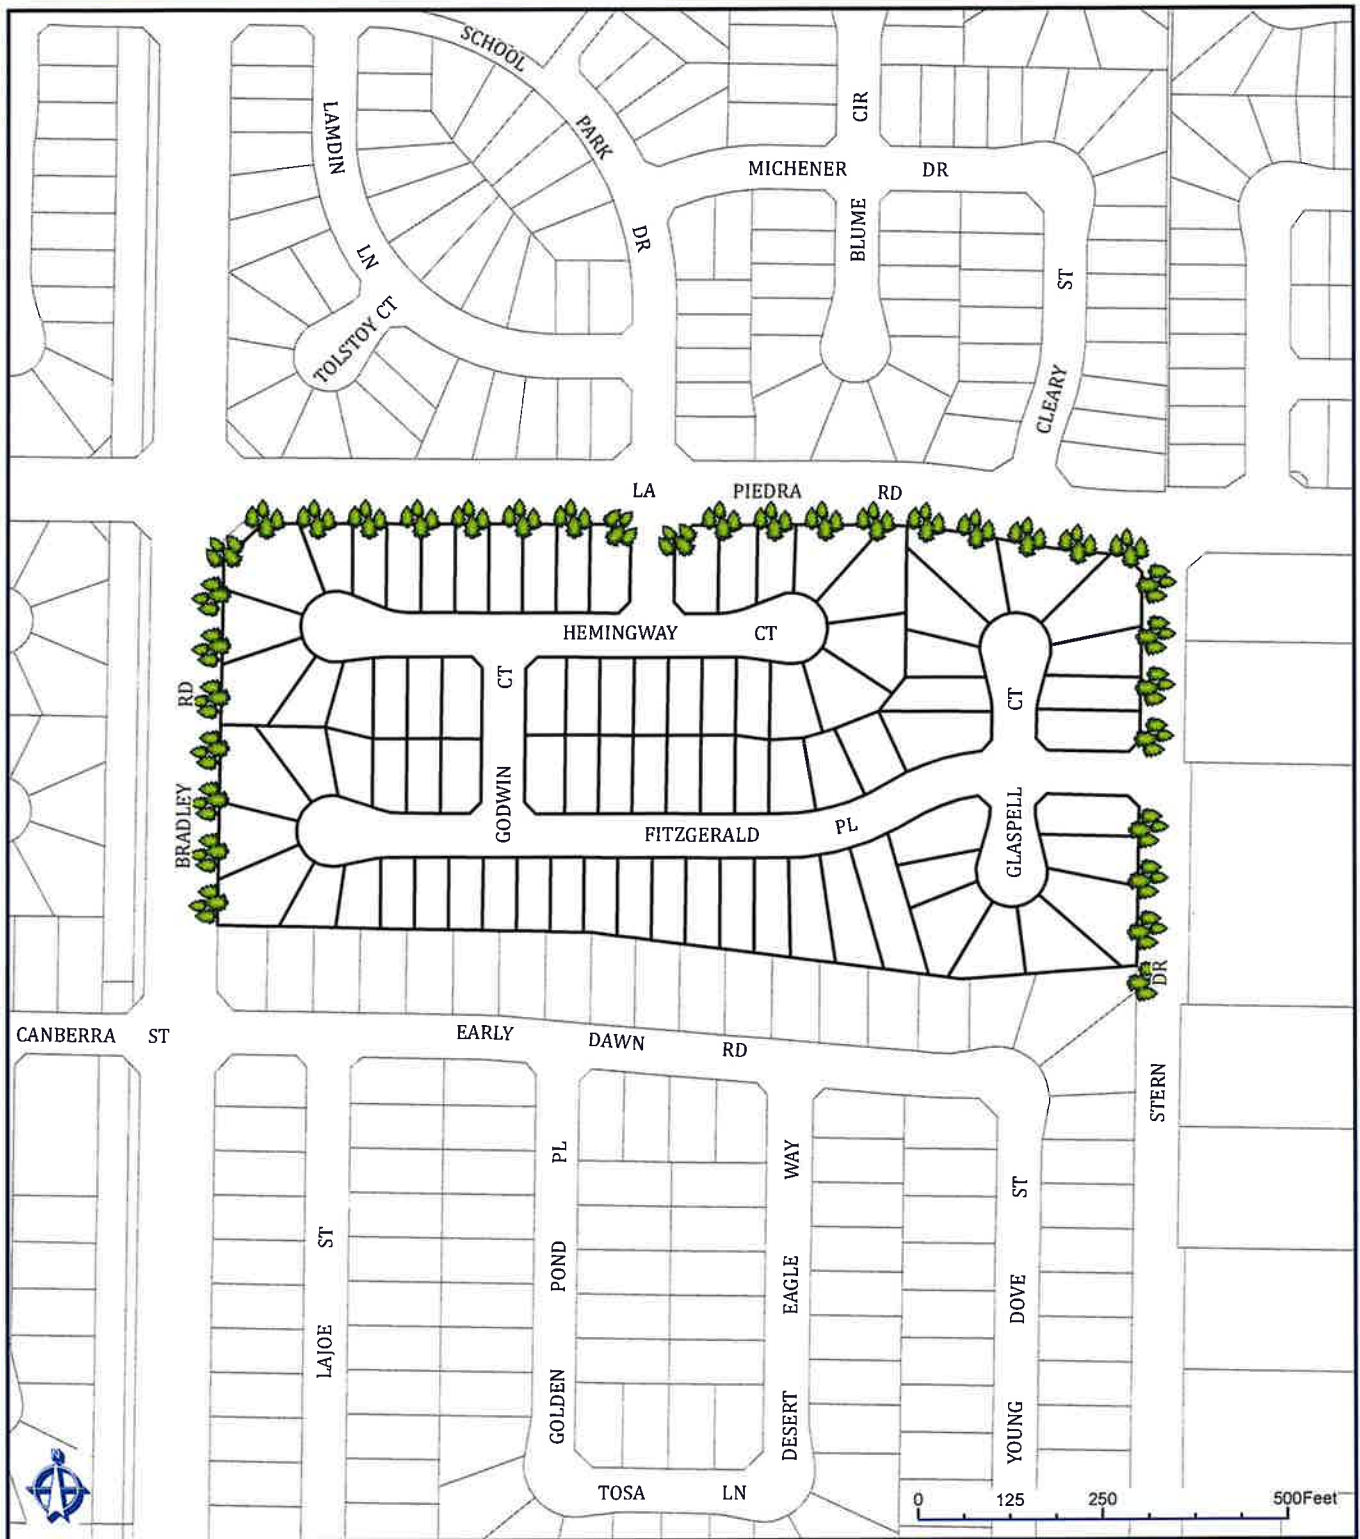 SCHOOL PARK DR
LAMDIN LN
CIR
MICHENER DR
BLUME
ST
CLEARY
TOLSTOY CT
LA PIEDRA RD
HEMINGWAY CT
CT
GODWIN
RD
BRADLEY
CT
GLASPELL
FITZGERALD PL
DR
STERN
CANBERRA ST
EARLY DAWN RD
PL
POND
GOLDEN
WAY
EAGLE
DESERT
ST
DOVE
YOUNG
ST
LAJOE
TOSA LN
N
0 125 250 500Feet